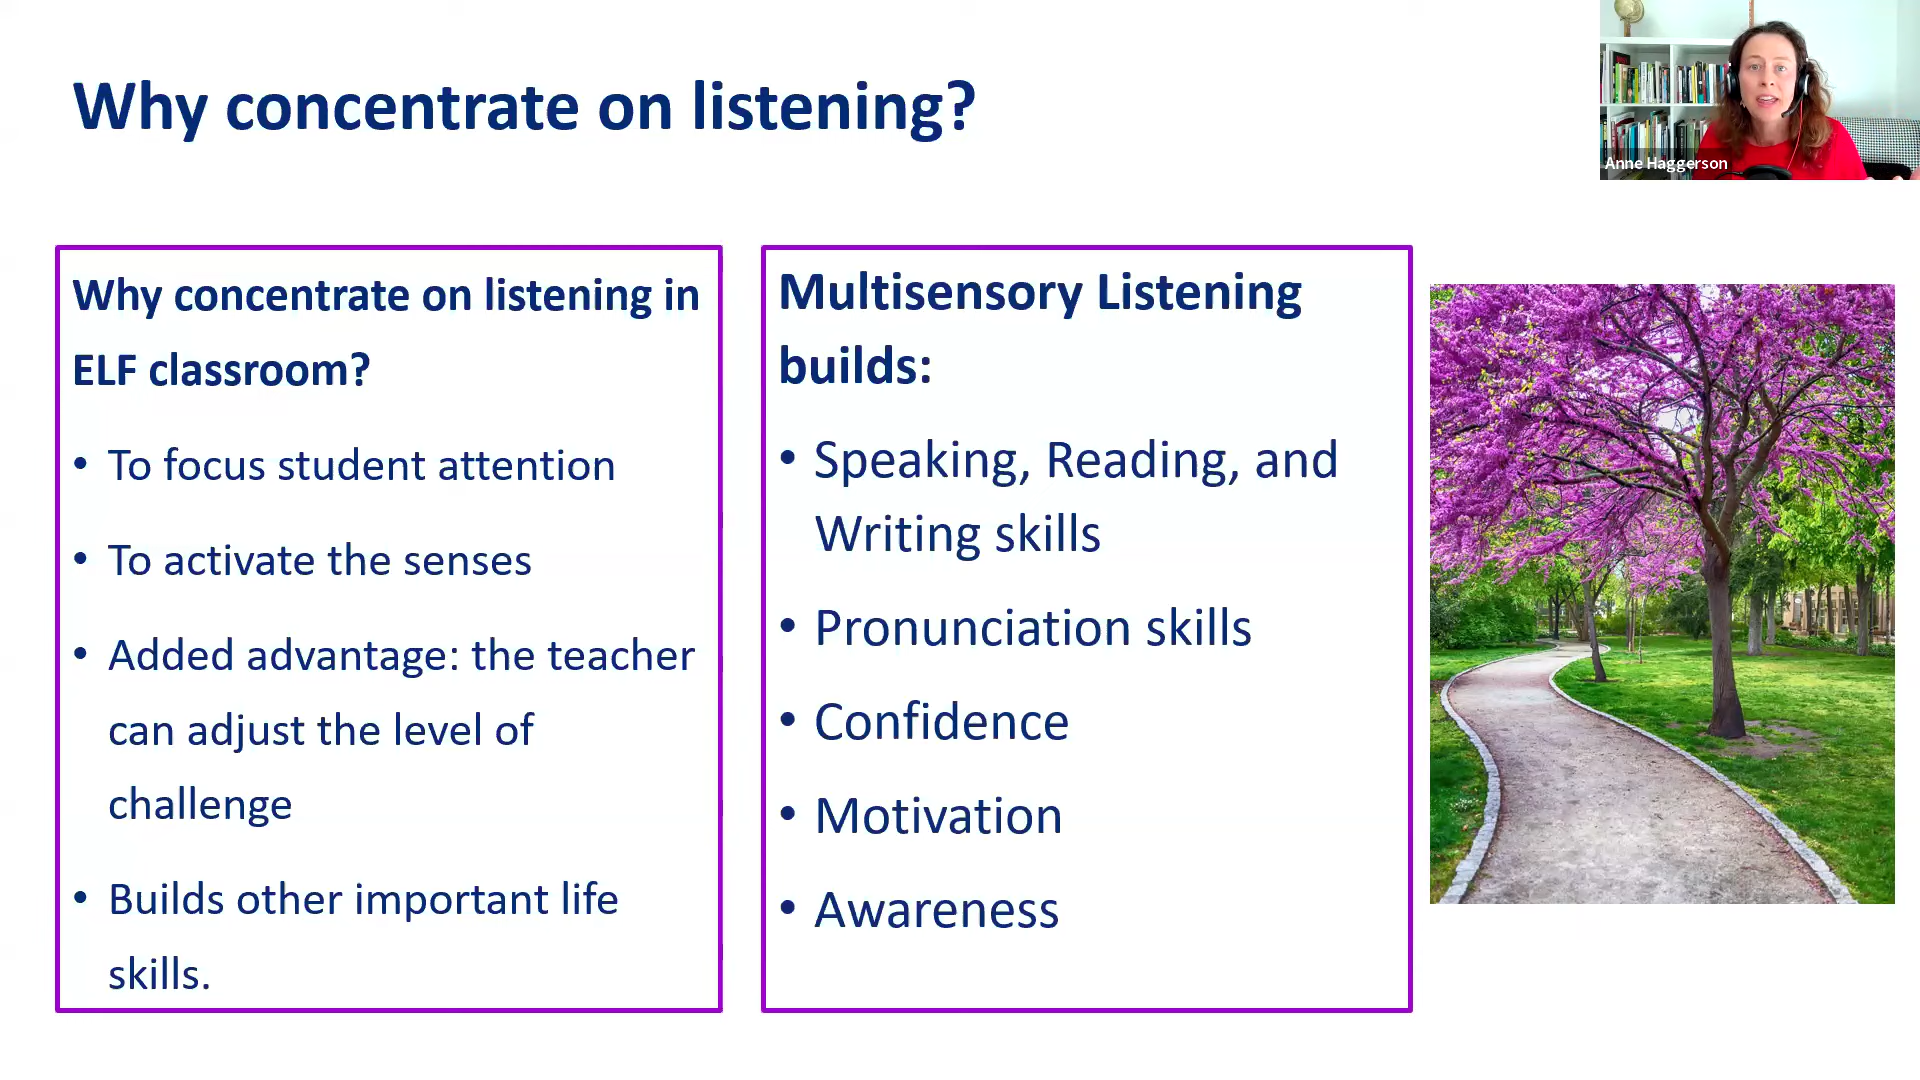 Why concentrate on listening?
Anne Haggerson
Why concentrate on listening in
ELF classroom?
• To focus student attention
• To activate the senses
• Added advantage: the teacher
can adjust the level of
challenge
• Builds other important life
skills.
Multisensory Listening
builds:
• Speaking, Reading, and
Writing skills
• Pronunciation skills
• Confidence
• Motivation
• Awareness